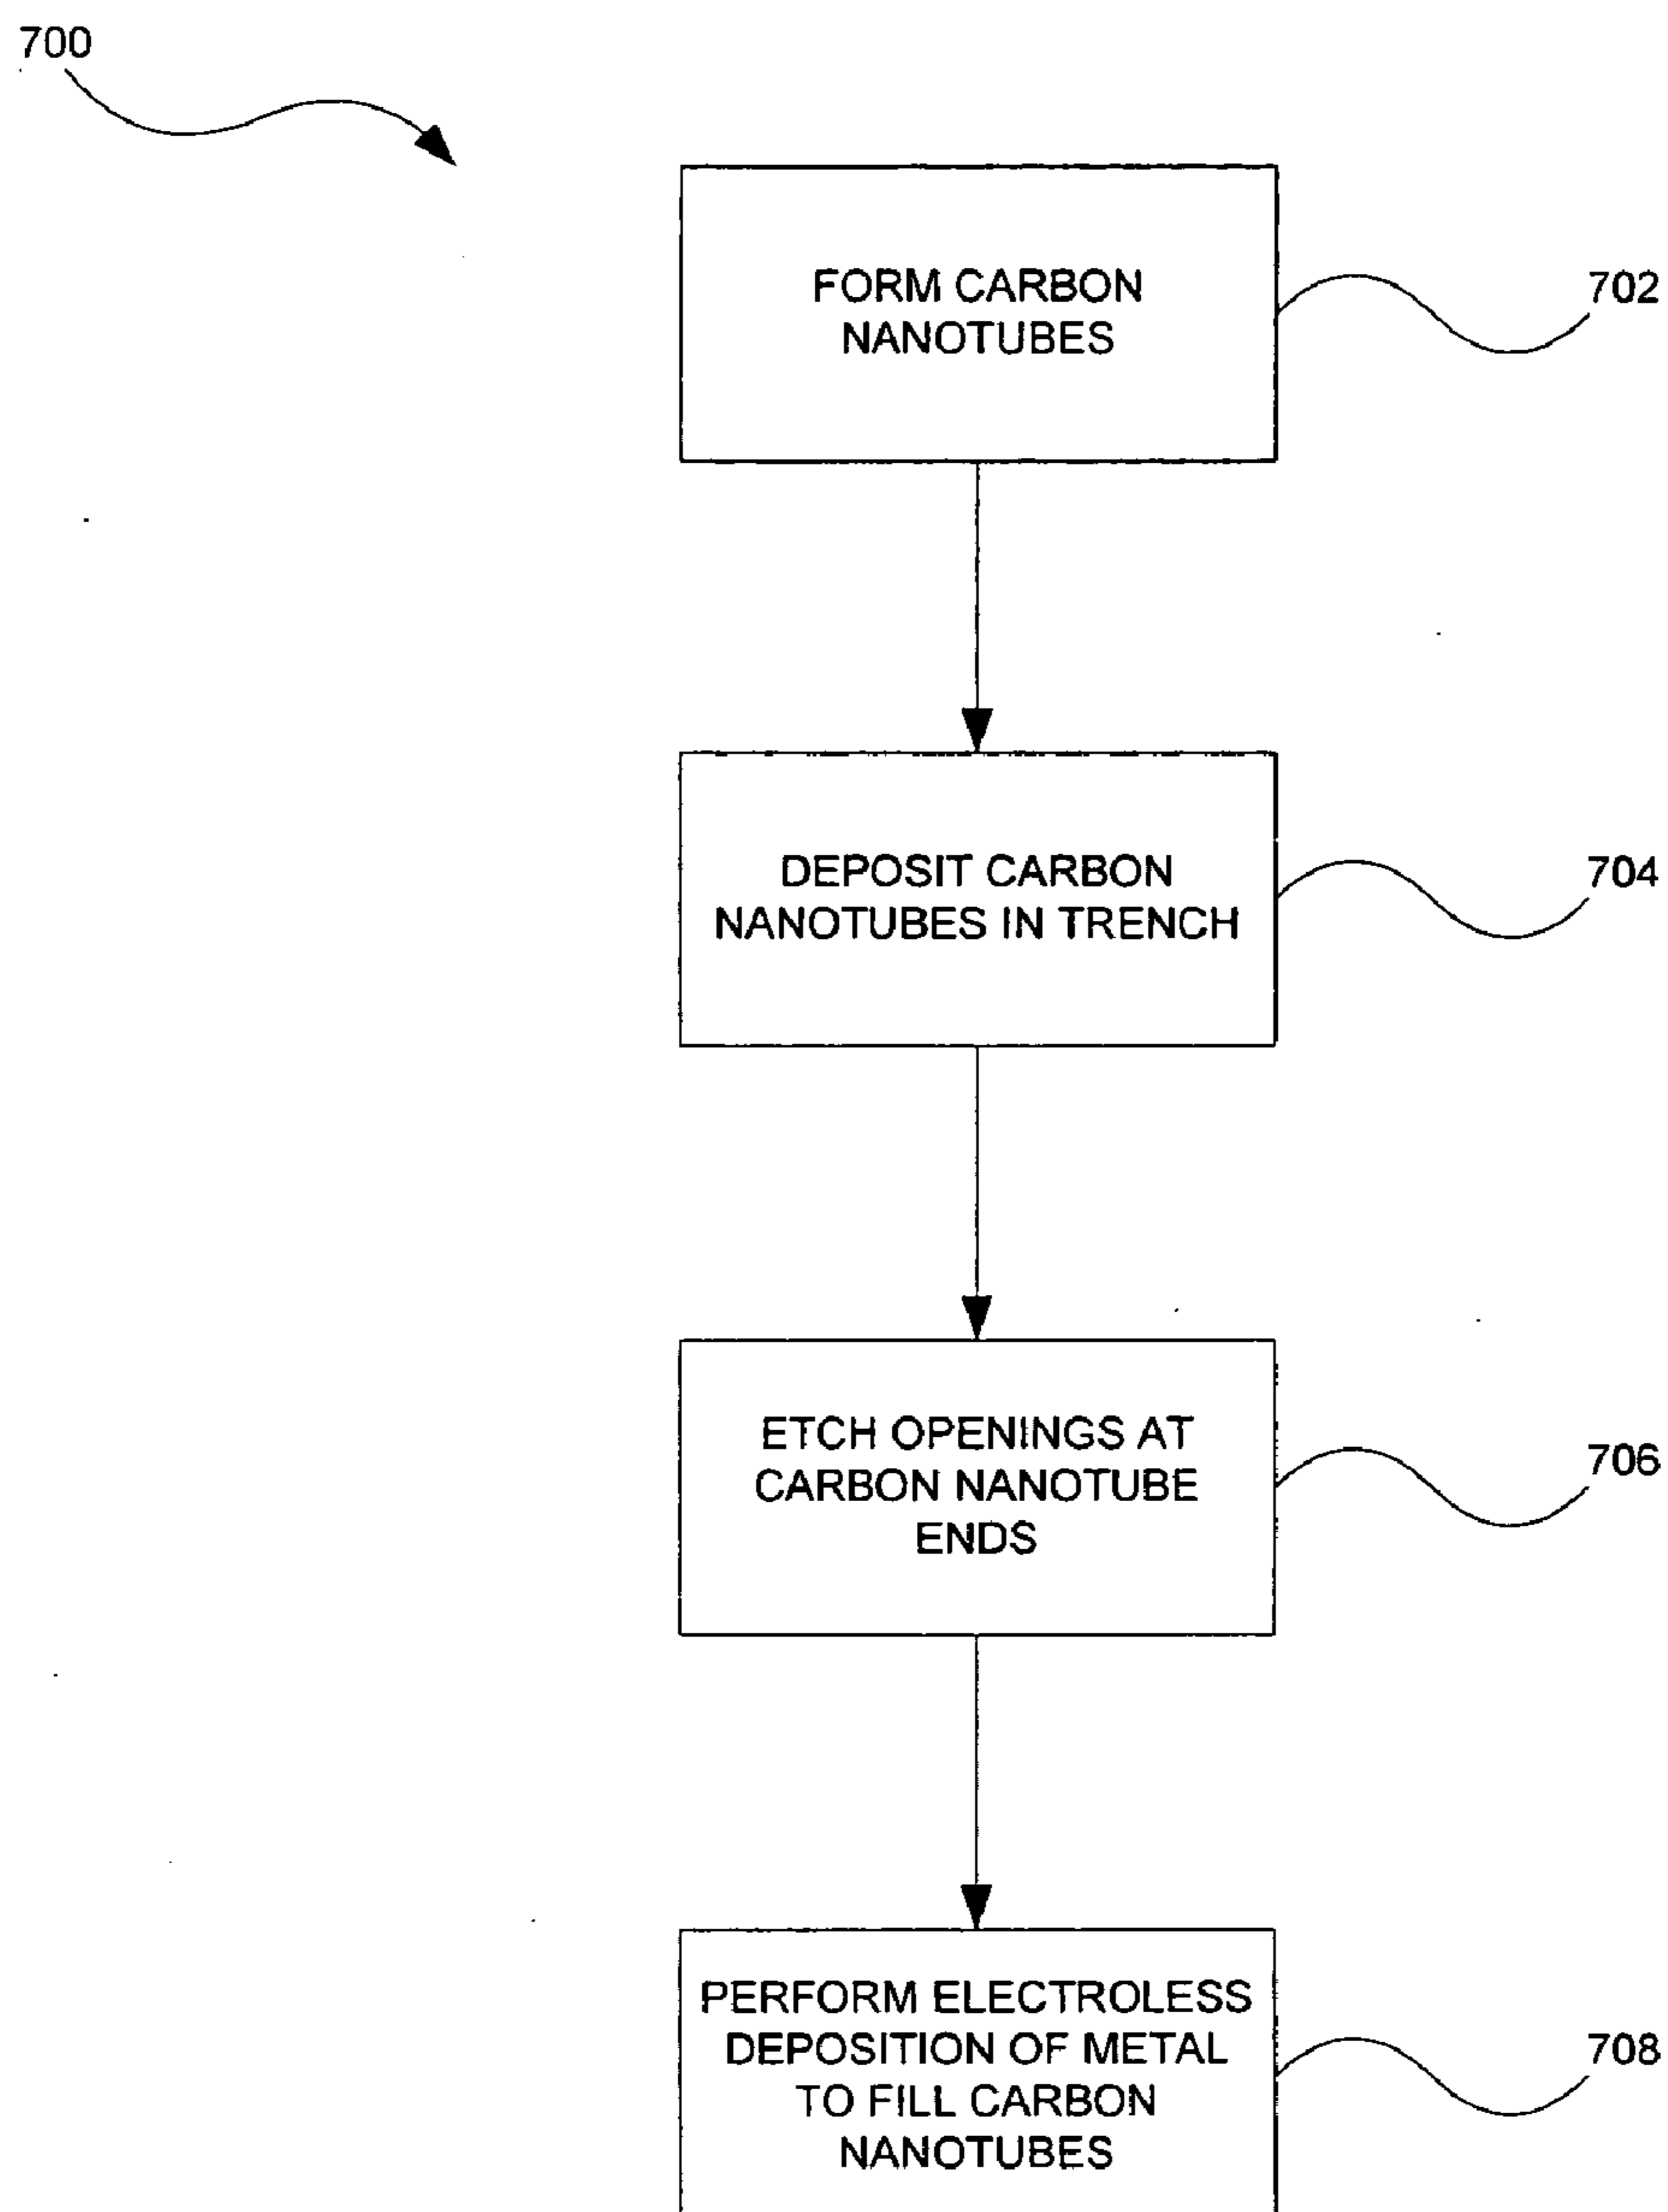 700
FORM CARBON
NANOTUBES
702
DEPOSIT CARBON
NANOTUBES IN TRENCH
704
ETCH OPENINGS AT
CARBON NANOTUBE
ENDS
706
PERFORM ELECTROLESS
DEPOSITION OF METAL
TO FILL CARBON
NANOTUBES
708